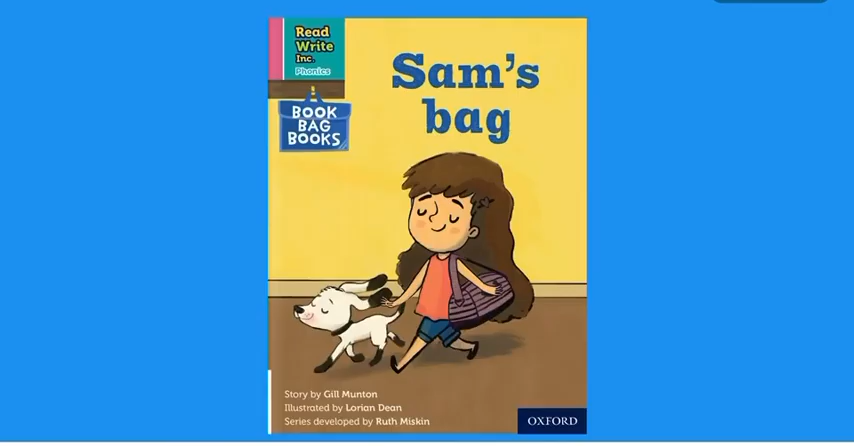 Read
Write
Inc.
Phonics
BOOK
BAG
BOOKS
Sam's
bag
Story by Gill Munton
Illustrated by Lorian Dean
Series developed by Ruth Miskin
OXFORD